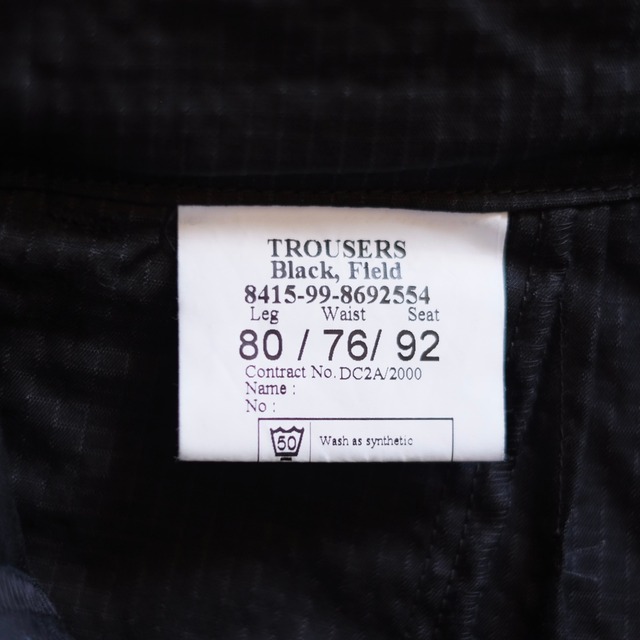 TROUSERS
Black, Field
8415-99-8692554
Leg Waist Seat
80 / 76/ 92
Contract No. DC2A/2000
Name :
No :
50 Wash as synthetic